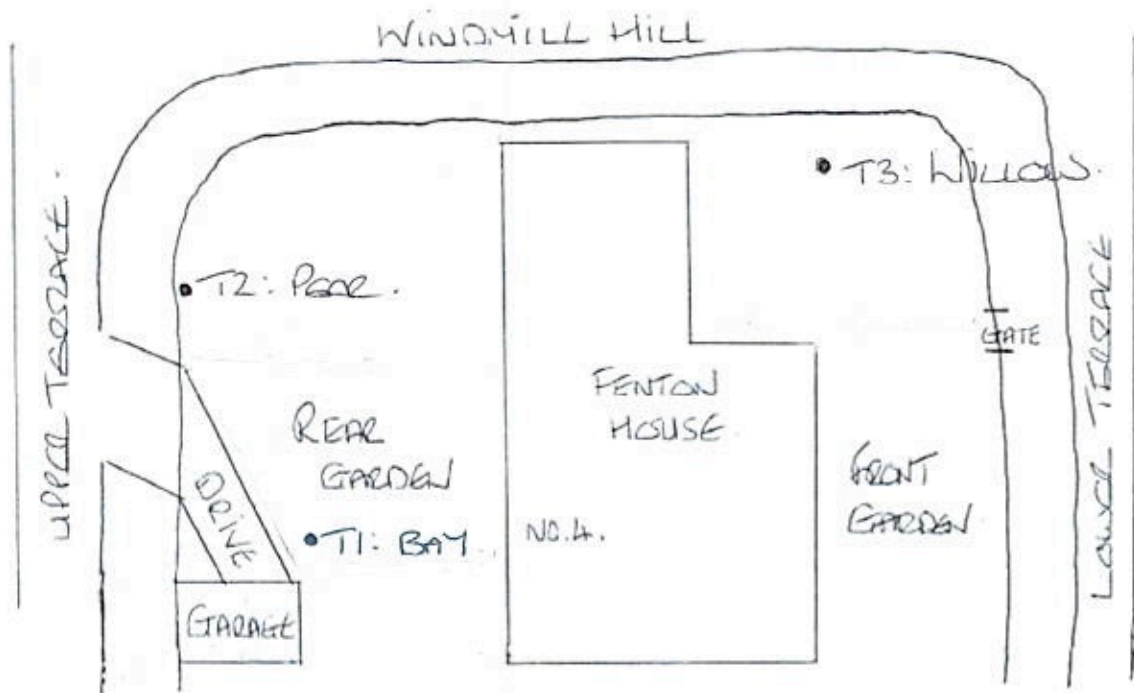 WINDMILL HILL
T3: WILLOW.
UPPER TERRACE.
T2: PEAR.
GATE
LOWER TERRACE
FENTON
HOUSE
REAR
GARDEN
FRONT
GARDEN
DRIVE
T1: BAY
NO.4.
GARAGE